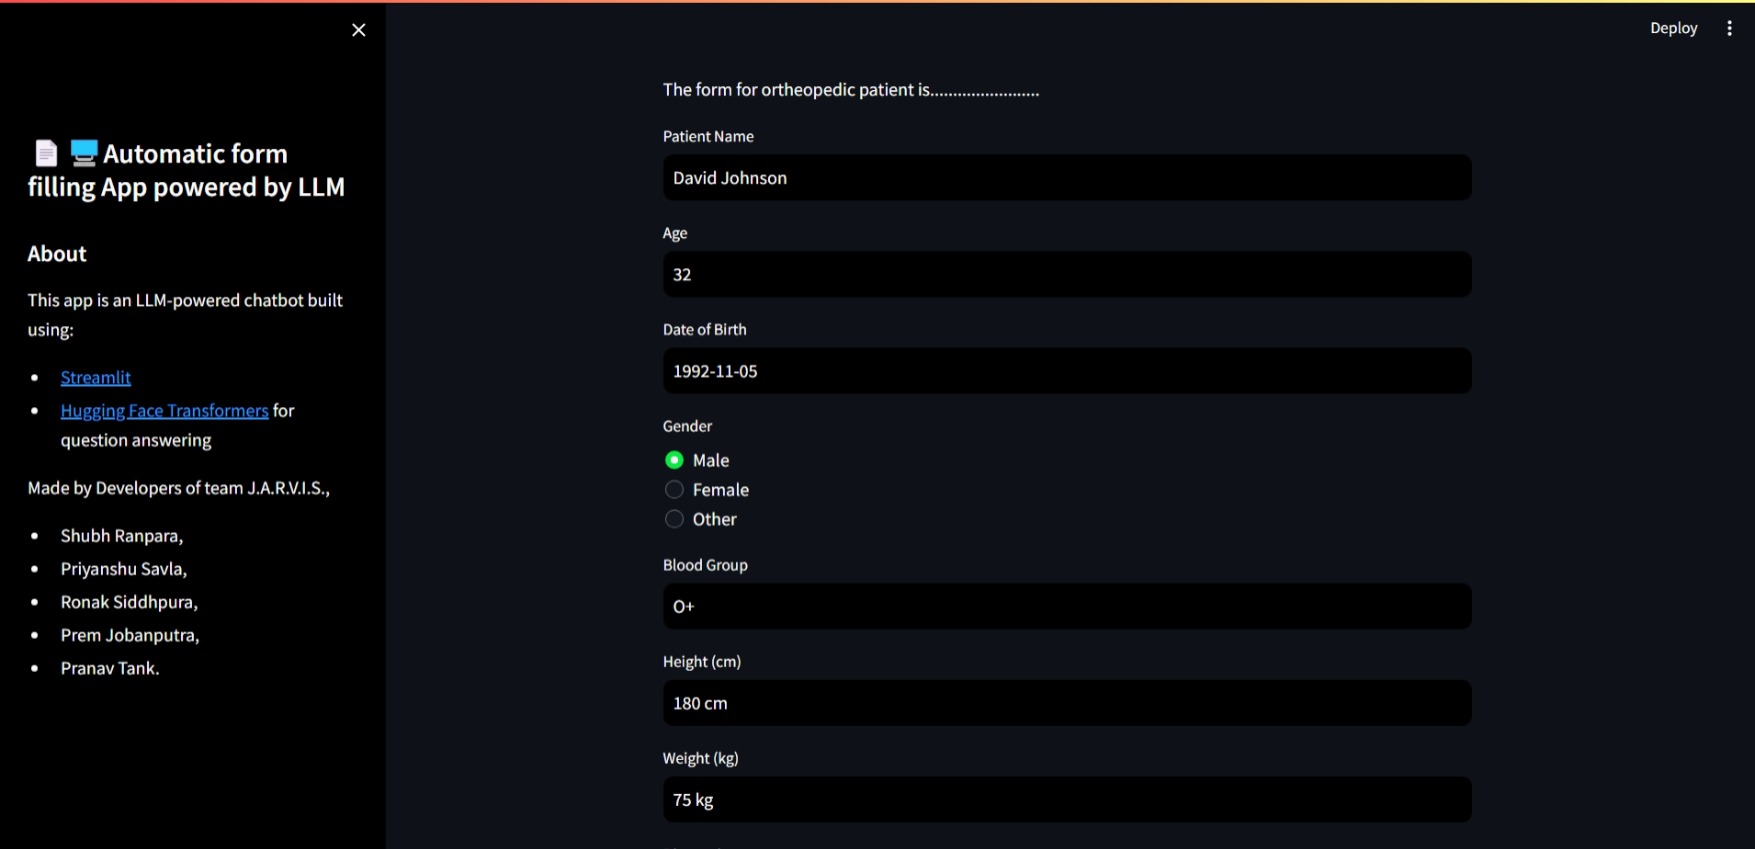 Deploy
📄 🖥️Automatic form
filling App powered by LLM
About
This app is an LLM-powered chatbot built
using:
• Streamlit
• Hugging Face Transformers for
question answering
Made by Developers of team J.A.R.V.I.S.,
• Shubh Ranpara,
• Priyanshu Savla,
• Ronak Siddhpura,
• Prem Jobanputra,
• Pranav Tank.
The form for ortheopedic patient is........................
Patient Name
David Johnson
Age
32
Date of Birth
1992-11-05
Gender
Male
Female
Other
Blood Group
O+
Height (cm)
180 cm
Weight (kg)
75 kg